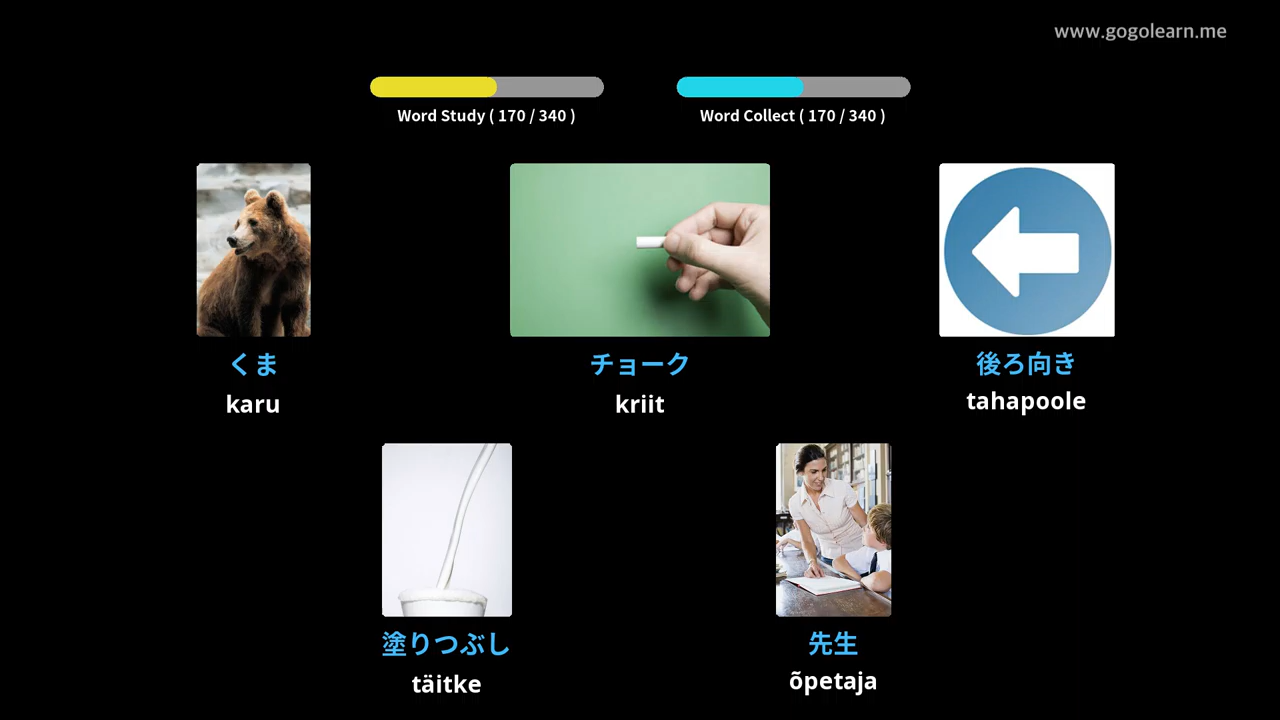 www.gogolearn.me
Word Study ( 170 / 340 )
Word Collect ( 170 / 340 )
くま
karu
チョーク
kriit
後ろ向き
tahapoole
塗りつぶし
täitke
先生
õpetaja